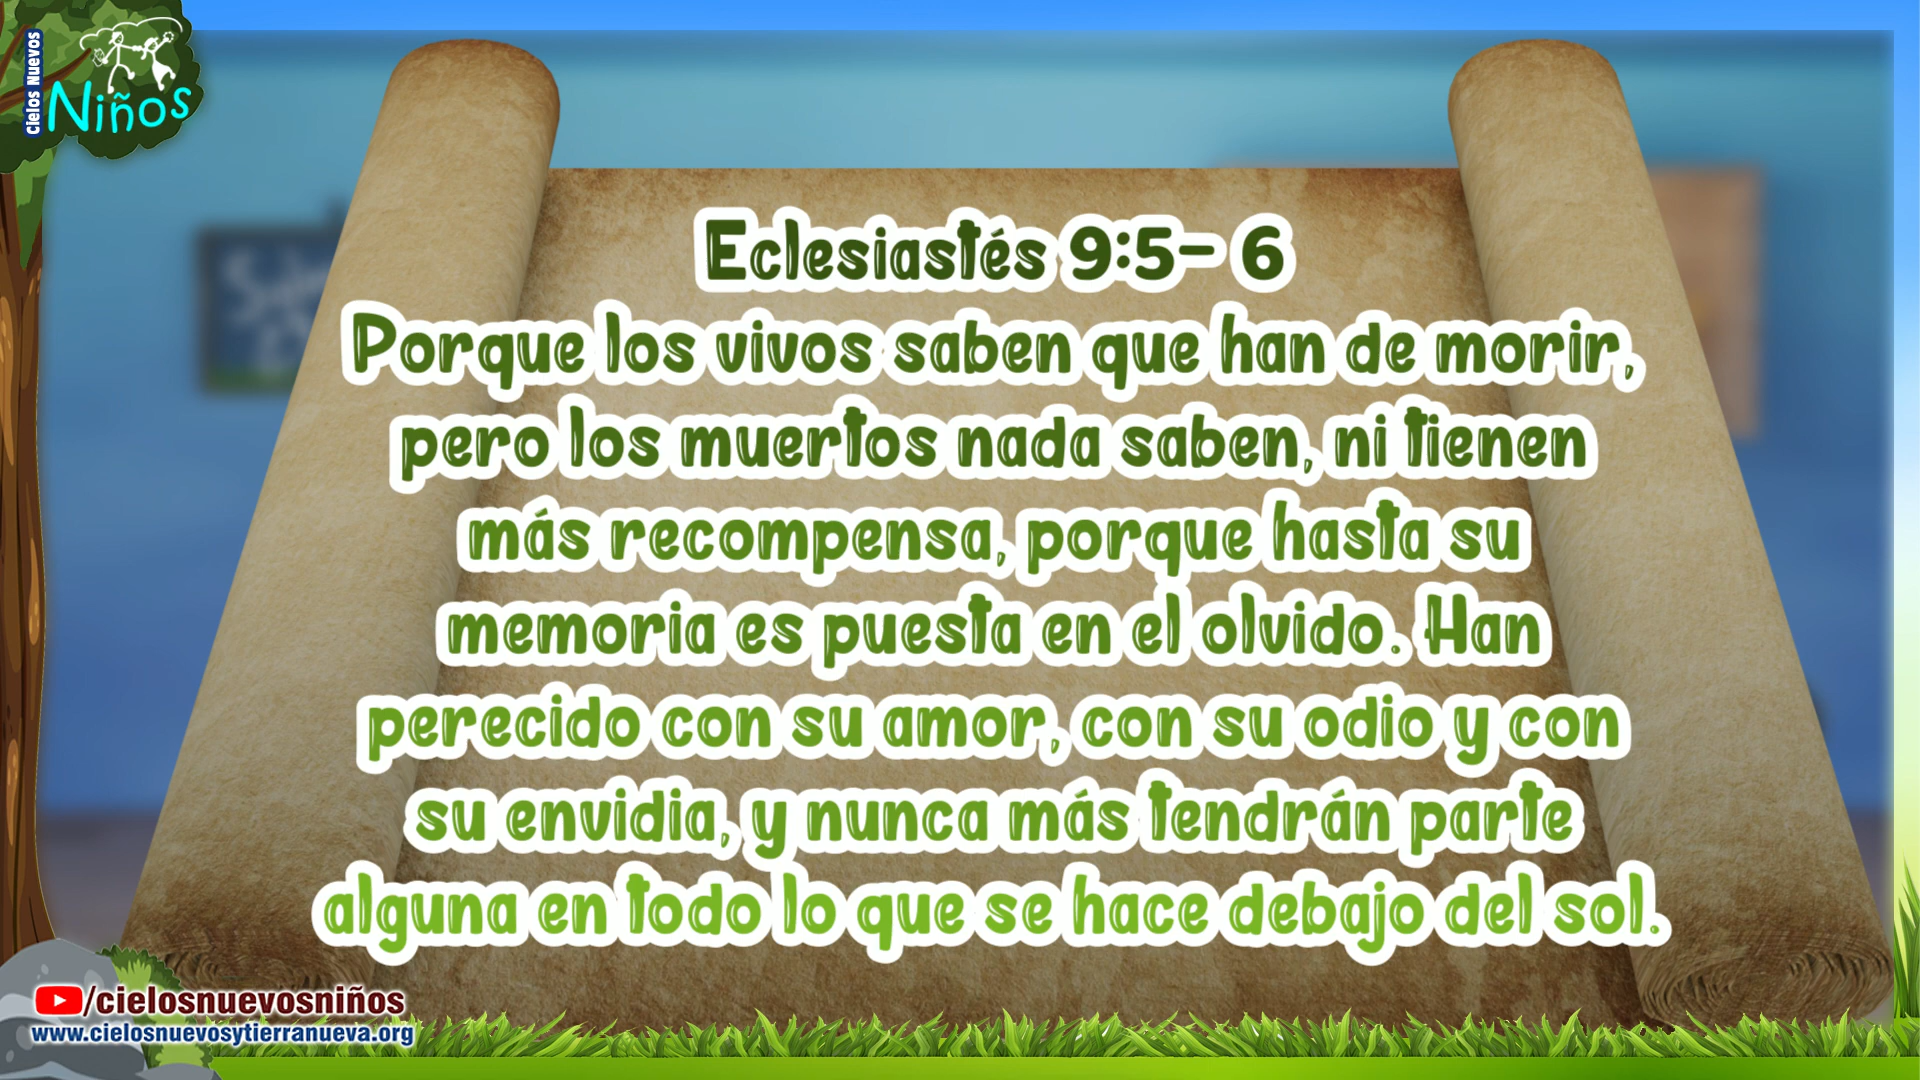 Cielos Nuevos
Niños
Eclesiastés 9:5- 6
Porque los vivos saben que han de morir,
pero los muertos nada saben, ni tienen
más recompensa, porque hasta su
memoria es puesta en el olvido. Han
perecido con su amor, con su odio y con
su envidia, y nunca más tendrán parte
alguna en todo lo que se hace debajo del sol.
/cielosnuevosniños
www.cielosnuevosytierranueva.org